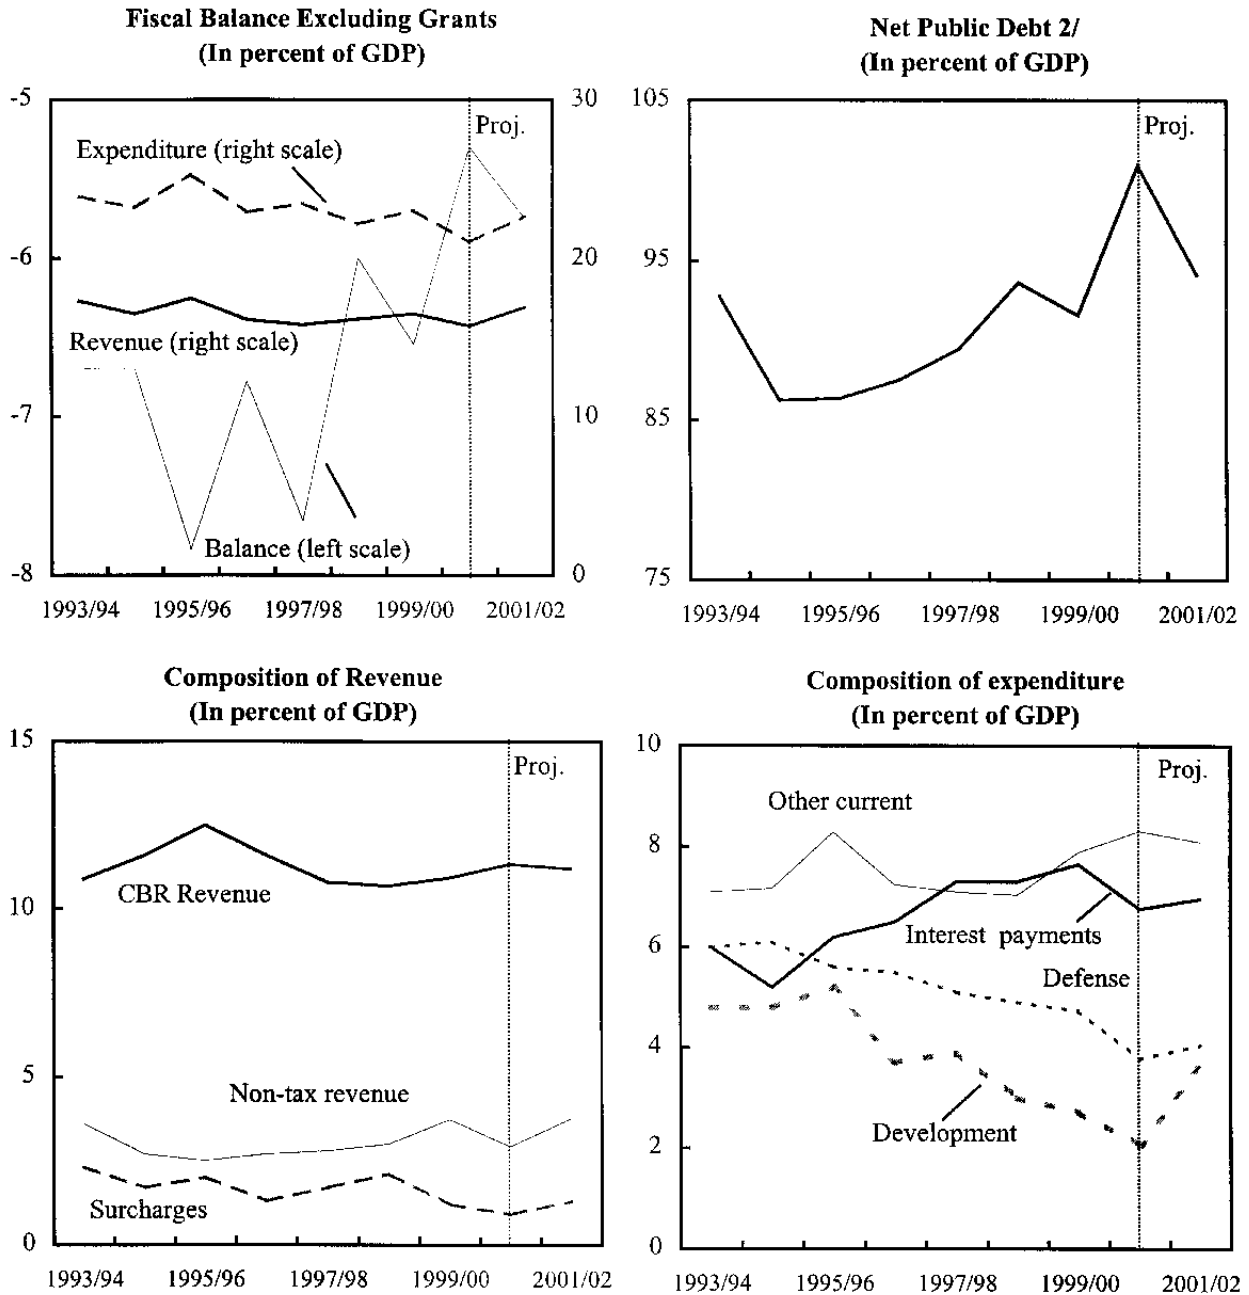 Fiscal Balance Excluding Grants
(In percent of GDP)
-5
30
Proj.
Expenditure (right scale)
-6
20
Revenue (right scale)
-7
10
Balance (left scale)
-8
0
1993/94 1995/96 1997/98 1999/00 2001/02
Net Public Debt 2/
(In percent of GDP)
105
Proj.
95
85
75
1993/94 1995/96 1997/98 1999/00 2001/02
Composition of Revenue
(In percent of GDP)
15
Proj.
CBR Revenue
10
5
Non-tax revenue
Surcharges
0
1993/94 1995/96 1997/98 1999/00 2001/02
Composition of expenditure
(In percent of GDP)
10
Proj.
Other current
8
Interest payments
6
Defense
4
Development
2
0
1993/94 1995/96 1997/98 1999/00 2001/02